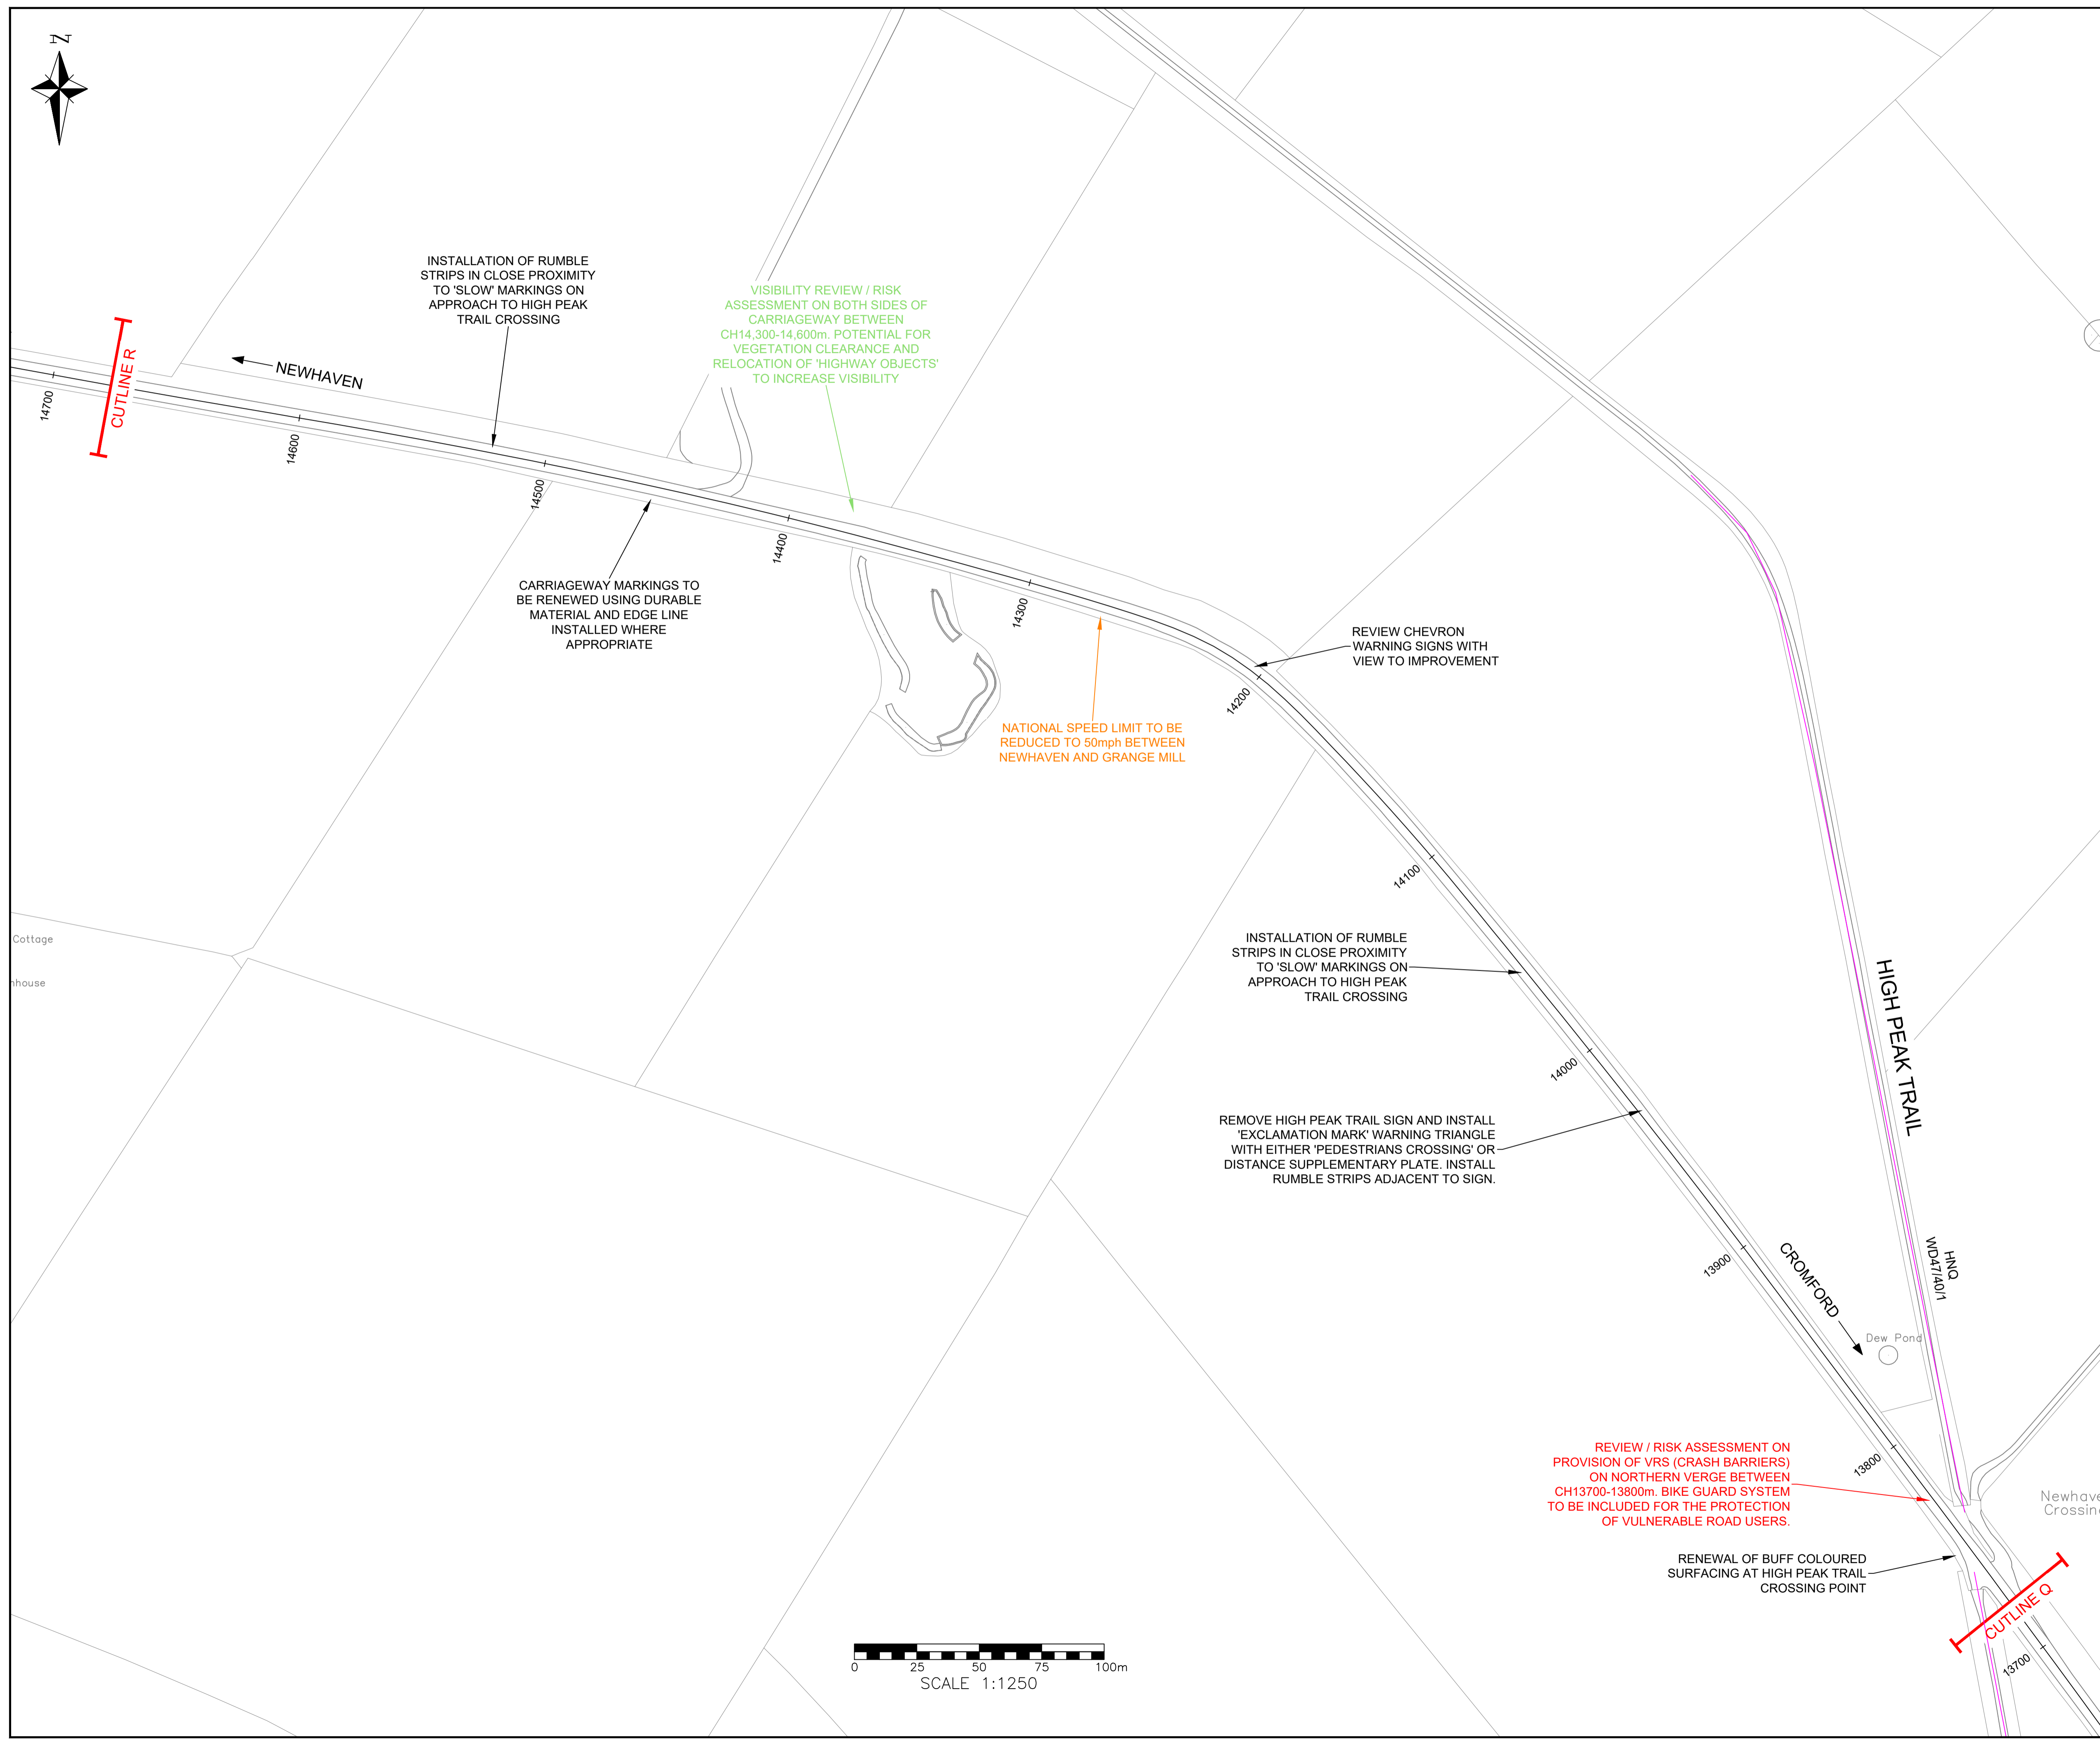 N
INSTALLATION OF RUMBLE
STRIPS IN CLOSE PROXIMITY
TO 'SLOW' MARKINGS ON
APPROACH TO HIGH PEAK
TRAIL CROSSING
VISIBILITY REVIEW / RISK
ASSESSMENT ON BOTH SIDES OF
CARRIAGEWAY BETWEEN
CH14,300-14,600m. POTENTIAL FOR
VEGETATION CLEARANCE AND
RELOCATION OF 'HIGHWAY OBJECTS'
TO INCREASE VISIBILITY
CUTLINE R
NEWHAVEN
14700
14600
14500
14400
14300
14200
14100
14000
13900
13800
13700
CARRIAGEWAY MARKINGS TO
BE RENEWED USING DURABLE
MATERIAL AND EDGE LINE
INSTALLED WHERE
APPROPRIATE
REVIEW CHEVRON
WARNING SIGNS WITH
VIEW TO IMPROVEMENT
NATIONAL SPEED LIMIT TO BE
REDUCED TO 50mph BETWEEN
NEWHAVEN AND GRANGE MILL
Cottage
nhouse
INSTALLATION OF RUMBLE
STRIPS IN CLOSE PROXIMITY
TO 'SLOW' MARKINGS ON
APPROACH TO HIGH PEAK
TRAIL CROSSING
HIGH PEAK TRAIL
REMOVE HIGH PEAK TRAIL SIGN AND INSTALL
'EXCLAMATION MARK' WARNING TRIANGLE
WITH EITHER 'PEDESTRIANS CROSSING' OR
DISTANCE SUPPLEMENTARY PLATE. INSTALL
RUMBLE STRIPS ADJACENT TO SIGN.
HNQ
WD47/40/1
CROMFORD
Dew Pond
REVIEW / RISK ASSESSMENT ON
PROVISION OF VRS (CRASH BARRIERS)
ON NORTHERN VERGE BETWEEN
CH13700-13800m. BIKE GUARD SYSTEM
TO BE INCLUDED FOR THE PROTECTION
OF VULNERABLE ROAD USERS.
Newhave
Crossin
RENEWAL OF BUFF COLOURED
SURFACING AT HIGH PEAK TRAIL
CROSSING POINT
CUTLINE Q
0 25 50 75 100m
SCALE 1:1250